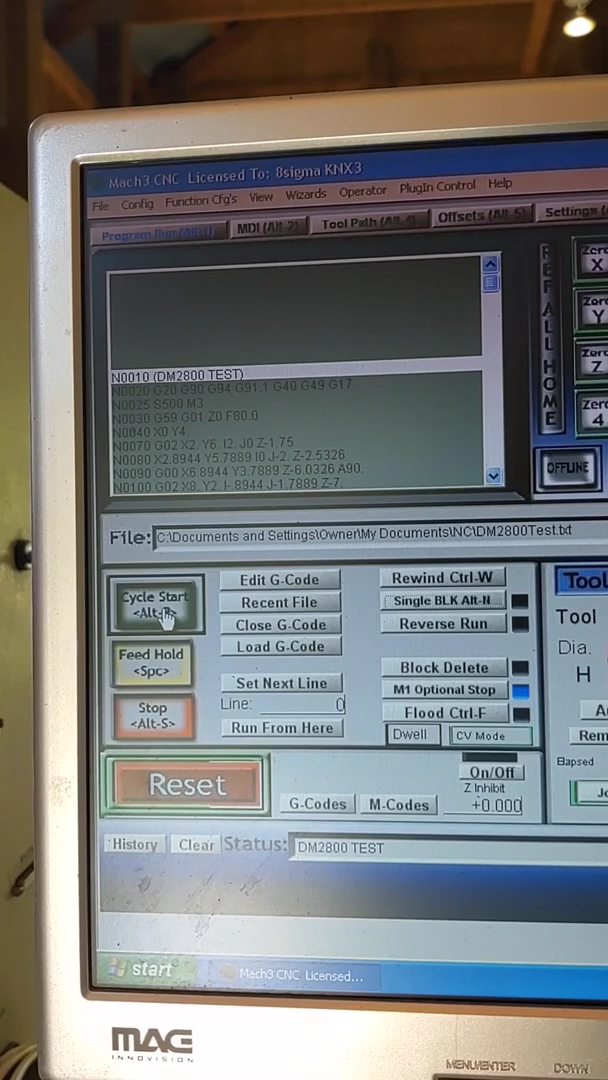 Mach3 CNC Licensed To: 8sigma KNX3
File Config Function Cfg's View Wizards Operator PlugIn Control Help
Program Run (Alt-1) MDI (Alt-2) Tool Path (Alt-4) Offsets (Alt-5) Settings
N0010 (DM2800 TEST)
N0020 G20 G90 G94 G91.1 G40 G49 G17
N0025 S500 M3
N0030 G59 G01 Z0 F80.0
N0040 X0 Y4.
N0070 G02 X2. Y6. I2. J0 Z-1.75
N0080 X2.8944 Y5.7889 I0 J-2. Z-2.5326
N0090 G00 X6.8944 Y3.7889 Z-6.0326 A90.
N0100 G02 X8. Y2. I-.8944 J-1.7889 Z-7.
REF ALL HOME
Zero
X
Zero
Y
Zero
Z
Zero
4
OFFLINE
File: C:\Documents and Settings\Owner\My Documents\NC\DM2800Test.txt
Cycle Start
Feed Hold
<Spc>
Stop
<Alt-S>
Reset
Edit G-Code
Recent File
Close G-Code
Load G-Code
Set Next Line
Line: 0
Run From Here
Rewind Ctrl-W
Single BLK Alt-N
Reverse Run
Block Delete
M1 Optional Stop
Flood Ctrl-F
Dwell CV Mode
On/Off
Z Inhibit
+0.000
G-Codes M-Codes
Tool
Tool
Dia.
H
Rem
Elapsed
History Clear Status: DM2800 TEST
start Mach3 CNC Licensed...
MAG
INNOVISION
MENU/ENTER DOWN